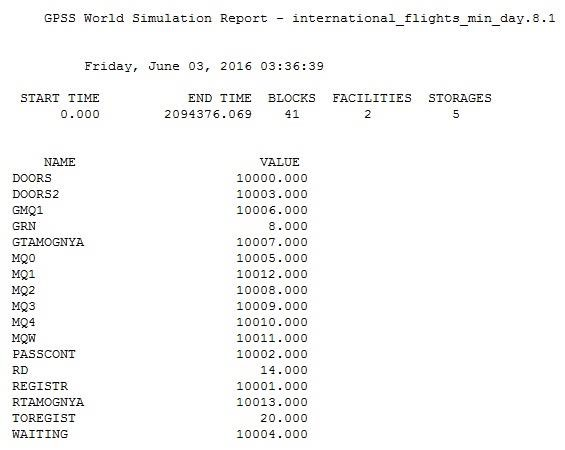 GPSS World Simulation Report - international_flights_min_day.8.1
Friday, June 03, 2016 03:36:39
START TIME END TIME BLOCKS FACILITIES STORAGES
0.000 2094376.069 41 2 5
NAME VALUE
DOORS 10000.000
DOORS2 10003.000
GMQ1 10006.000
GRN 8.000
GTAMOGNYA 10007.000
MQ0 10005.000
MQ1 10012.000
MQ2 10008.000
MQ3 10009.000
MQ4 10010.000
MQW 10011.000
PASSCONT 10002.000
RD 14.000
REGISTR 10001.000
RTAMOGNYA 10013.000
TOREGIST 20.000
WAITING 10004.000